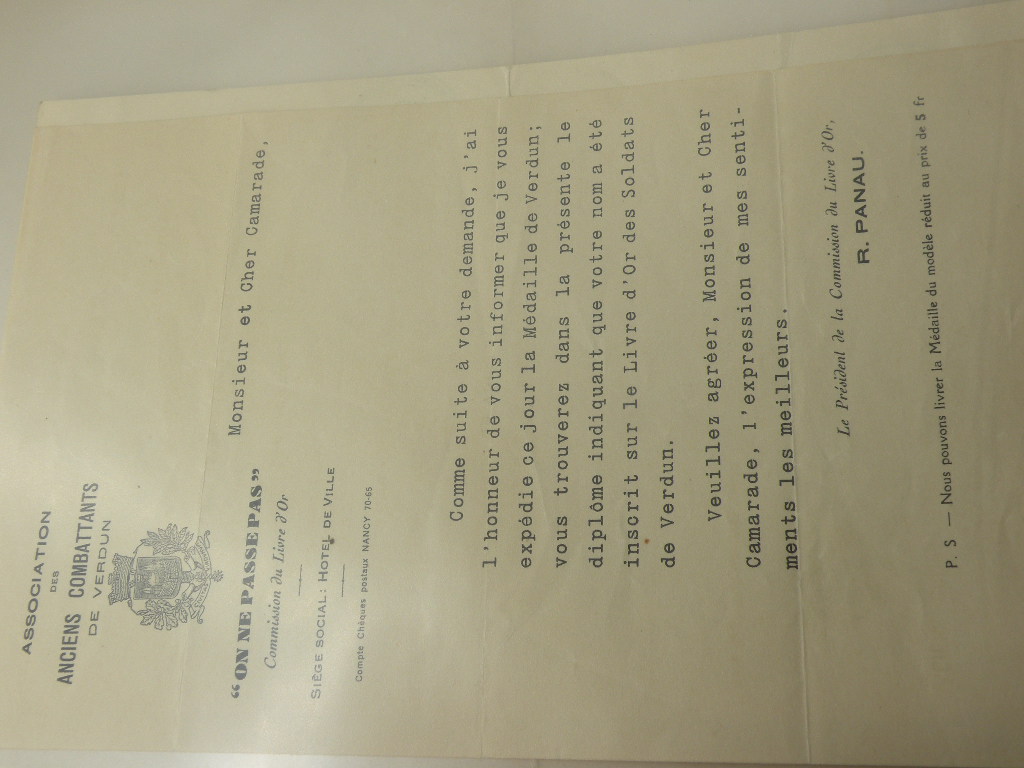 ASSOCIATION
DES
ANCIENS COMBATTANTS
DE VERDUN
"ON NE PASSE PAS"
Commission du Livre d'Or
SIÈGE SOCIAL: HOTEL DE VILLE
Compte Chèques postaux NANCY 70-65
Monsieur et Cher Camarade,
Comme suite à votre demande, j'ai
l'honneur de vous informer que je vous
expédie ce jour la Médaille de Verdun;
vous trouverez dans la présente le
diplôme indiquant que votre nom a été
inscrit sur le Livre d'Or des Soldats
de Verdun.
Veuillez agréer, Monsieur et Cher
Camarade, l'expression de mes senti-
ments les meilleurs.
Le Président de la Commission du Livre d'Or,
R. PANAU.
P. S — Nous pouvons livrer la Médaille du modèle réduit au prix de 5 fr